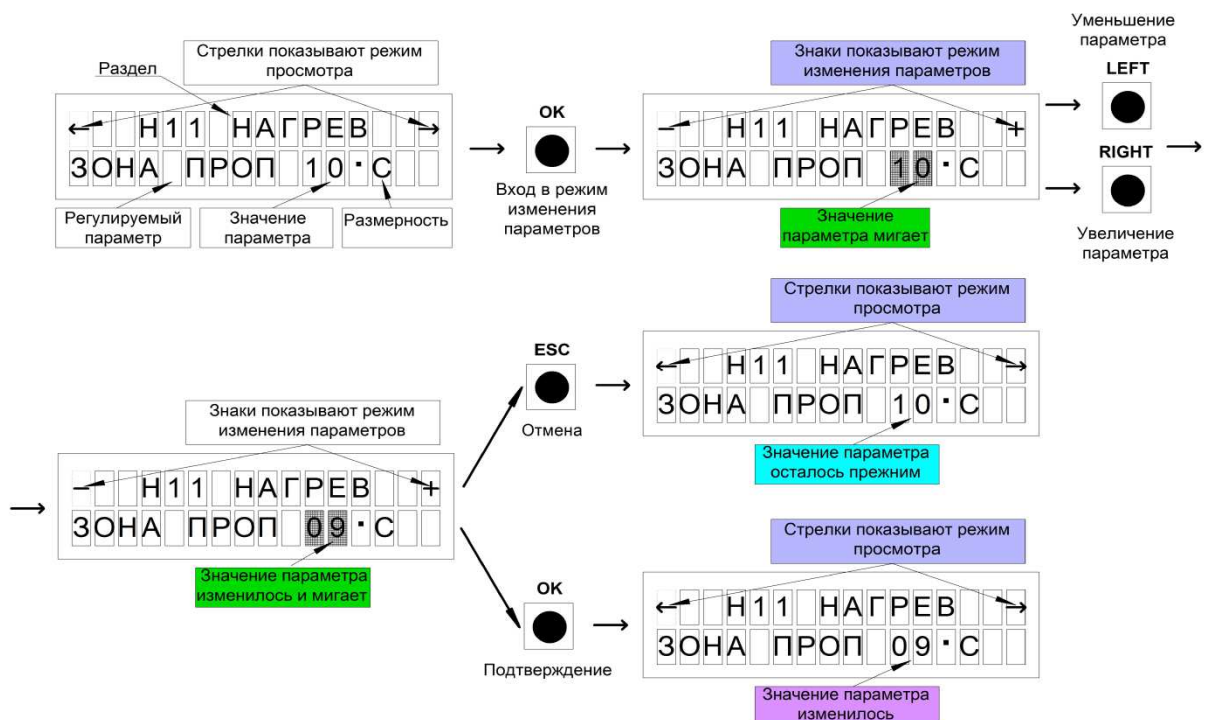 Стрелки показывают режим
просмотра
Раздел
← Н11 НАГРЕВ →
ЗОНА ПРОП 10°С
Регулируемый
параметр
Значение
параметра
Размерность
OK
Вход в режим
изменения
параметров
Знаки показывают режим
изменения параметров
− Н11 НАГРЕВ +
ЗОНА ПРОП 10°С
Значение
параметра мигает
Уменьшение
параметра
LEFT
RIGHT
Увеличение
параметра
Знаки показывают режим
изменения параметров
− Н11 НАГРЕВ +
ЗОНА ПРОП 09°С
Значение параметра
изменилось и мигает
ESC
Отмена
Стрелки показывают режим
просмотра
← Н11 НАГРЕВ →
ЗОНА ПРОП 10°С
Значение параметра
осталось прежним
OK
Подтверждение
Стрелки показывают режим
просмотра
← Н11 НАГРЕВ →
ЗОНА ПРОП 09°С
Значение параметра
изменилось